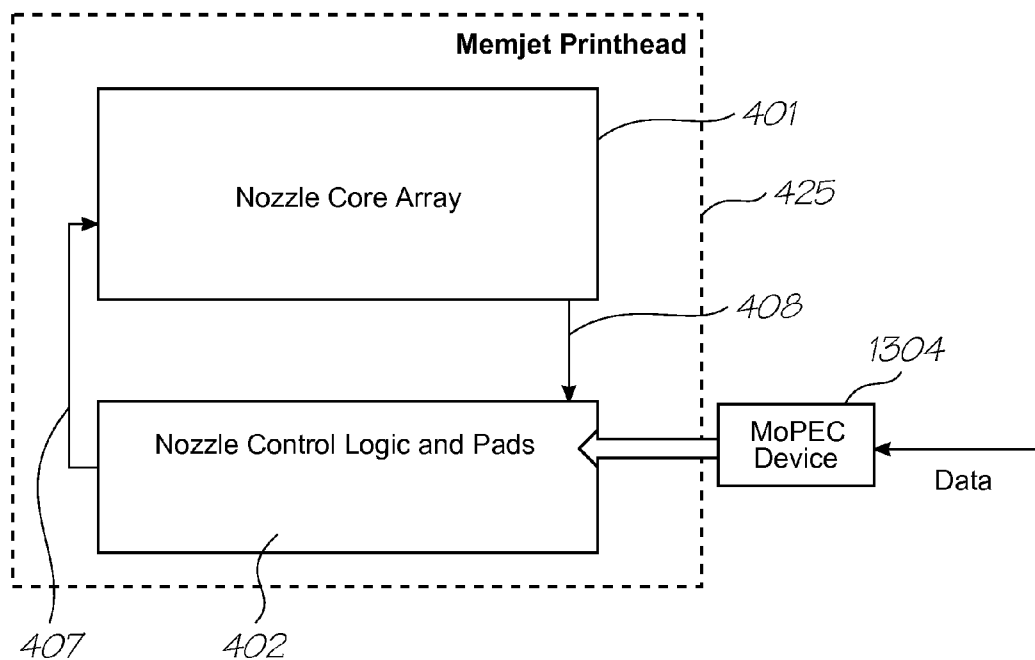 Memjet Printhead
401
Nozzle Core Array
425
408
1304
Nozzle Control Logic and Pads
MoPEC
Device
Data
407
402